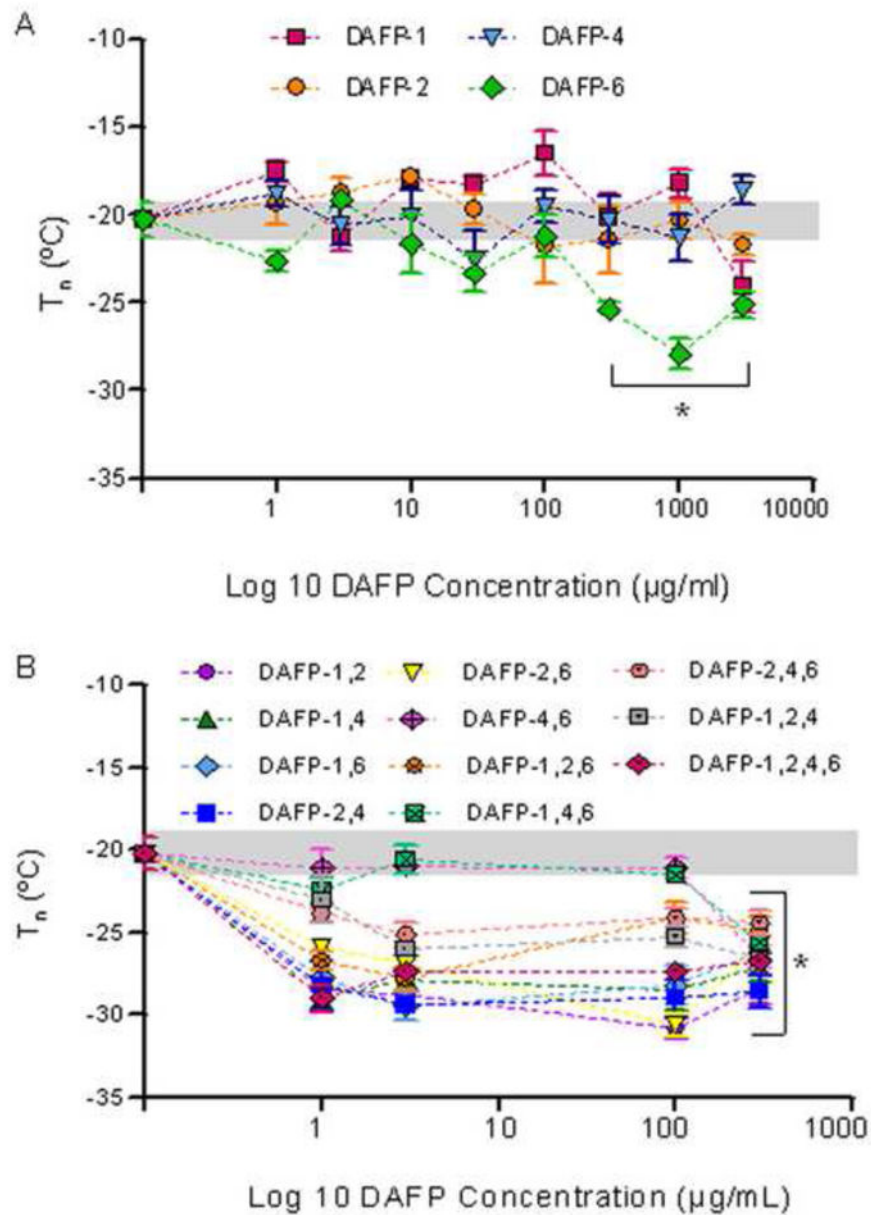 A
DAFP-1 DAFP-4
DAFP-2 DAFP-6
-10
-15
-20
-25
-30
-35
Tn (ºC)
*
1 10 100 1000 10000
Log 10 DAFP Concentration (µg/ml)
B
DAFP-1,2 DAFP-2,6 DAFP-2,4,6
DAFP-1,4 DAFP-4,6 DAFP-1,2,4
DAFP-1,6 DAFP-1,2,6 DAFP-1,2,4,6
DAFP-2,4 DAFP-1,4,6
-10
-15
-20
-25
-30
-35
Tn (ºC)
*
1 10 100 1000
Log 10 DAFP Concentration (µg/mL)